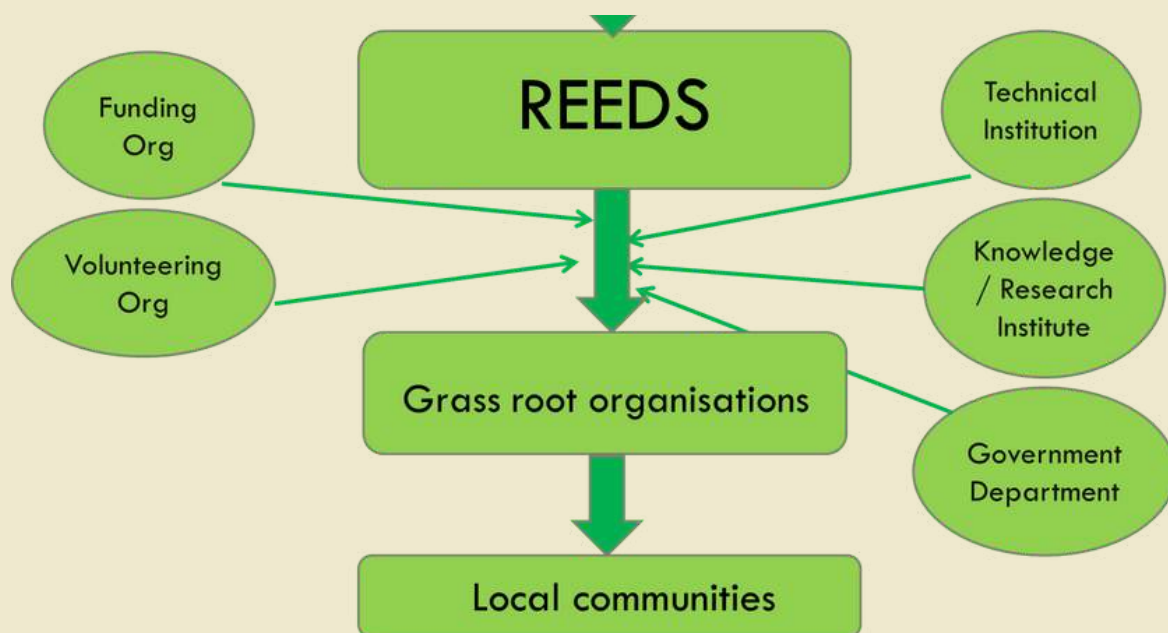 REEDS
Funding
Org
Technical
Institution
Volunteering
Org
Knowledge
/ Research
Institute
Grass root organisations
Government
Department
Local communities